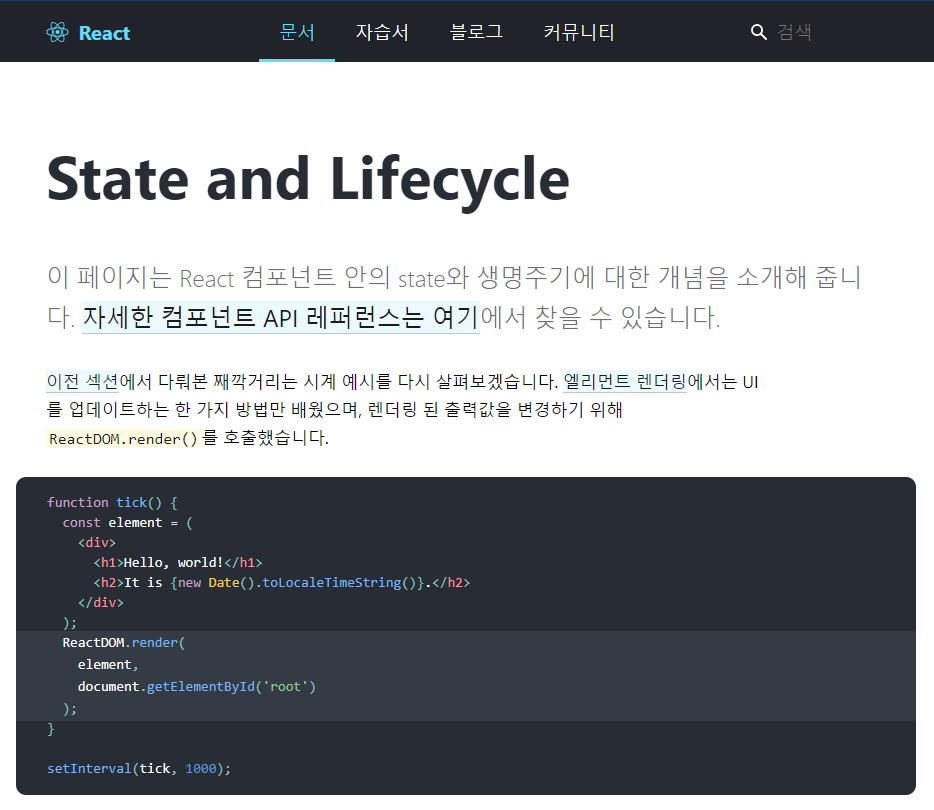 React 문서 자습서 블로그 커뮤니티 검색
State and Lifecycle
이 페이지는 React 컴포넌트 안의 state와 생명주기에 대한 개념을 소개해 줍니
다. 자세한 컴포넌트 API 레퍼런스는 여기에서 찾을 수 있습니다.
이전 섹션에서 다뤄본 째깍거리는 시계 예시를 다시 살펴보겠습니다. 엘리먼트 렌더링에서는 UI
를 업데이트하는 한 가지 방법만 배웠으며, 렌더링 된 출력값을 변경하기 위해
ReactDOM.render()를 호출했습니다.
function tick() {
  const element = (
    <div>
      <h1>Hello, world!</h1>
      <h2>It is {new Date().toLocaleTimeString()}.</h2>
    </div>
  );
  ReactDOM.render(
    element,
    document.getElementById('root')
  );
}
setInterval(tick, 1000);